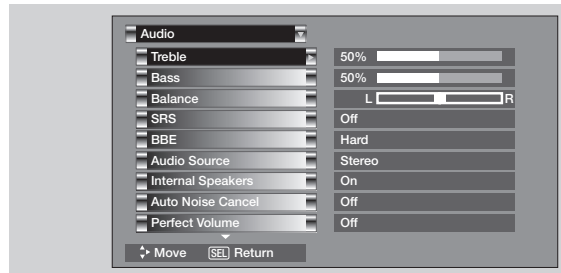 Audio
Treble 50%
Bass 50%
Balance L R
SRS Off
BBE Hard
Audio Source Stereo
Internal Speakers On
Auto Noise Cancel Off
Perfect Volume Off
Move SEL Return